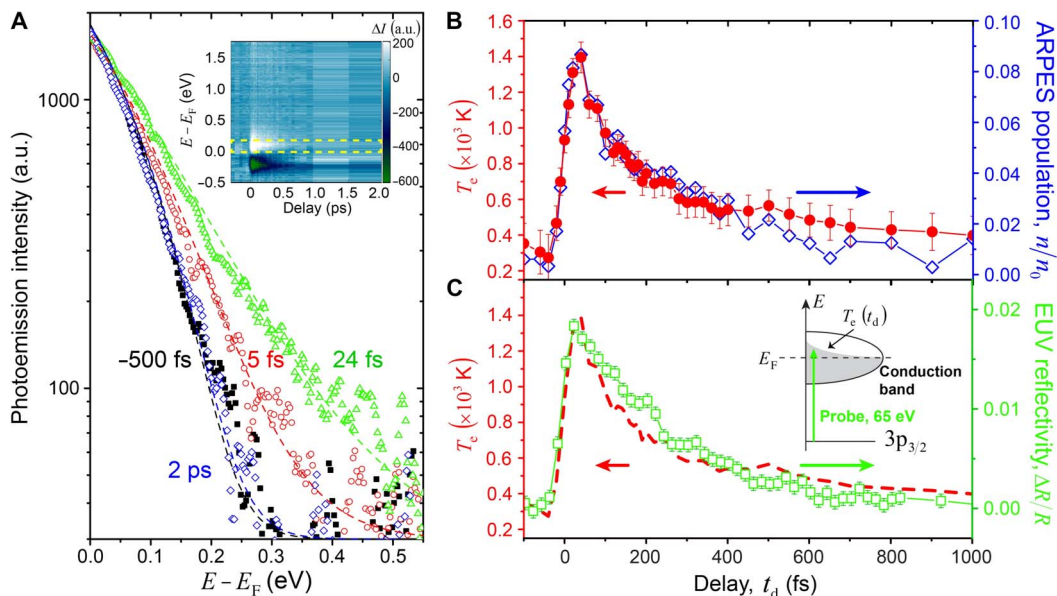 A
Photoemission intensity (a.u.)
1000
100
0.0 0.1 0.2 0.3 0.4 0.5
E – E_F (eV)
–500 fs
5 fs
24 fs
2 ps
ΔI (a.u.)
200
0
–200
–400
–600
E – E_F (eV)
1.5
1.0
0.5
0.0
–0.5
0.0 0.5 1.0 1.5 2.0
Delay (ps)
B
T_e (×10³ K)
1.6
1.4
1.2
1.0
0.8
0.6
0.4
0.2
0.10
0.08
0.06
0.04
0.02
0.00
ARPES population, n/n₀
C
T_e (×10³ K)
1.4
1.2
1.0
0.8
0.6
0.4
0.2
0.02
0.01
0.00
EUV reflectivity, ΔR/R
E
T_e (t_d)
E_F
Conduction
band
Probe, 65 eV
3p_{3/2}
0 200 400 600 800 1000
Delay, t_d (fs)